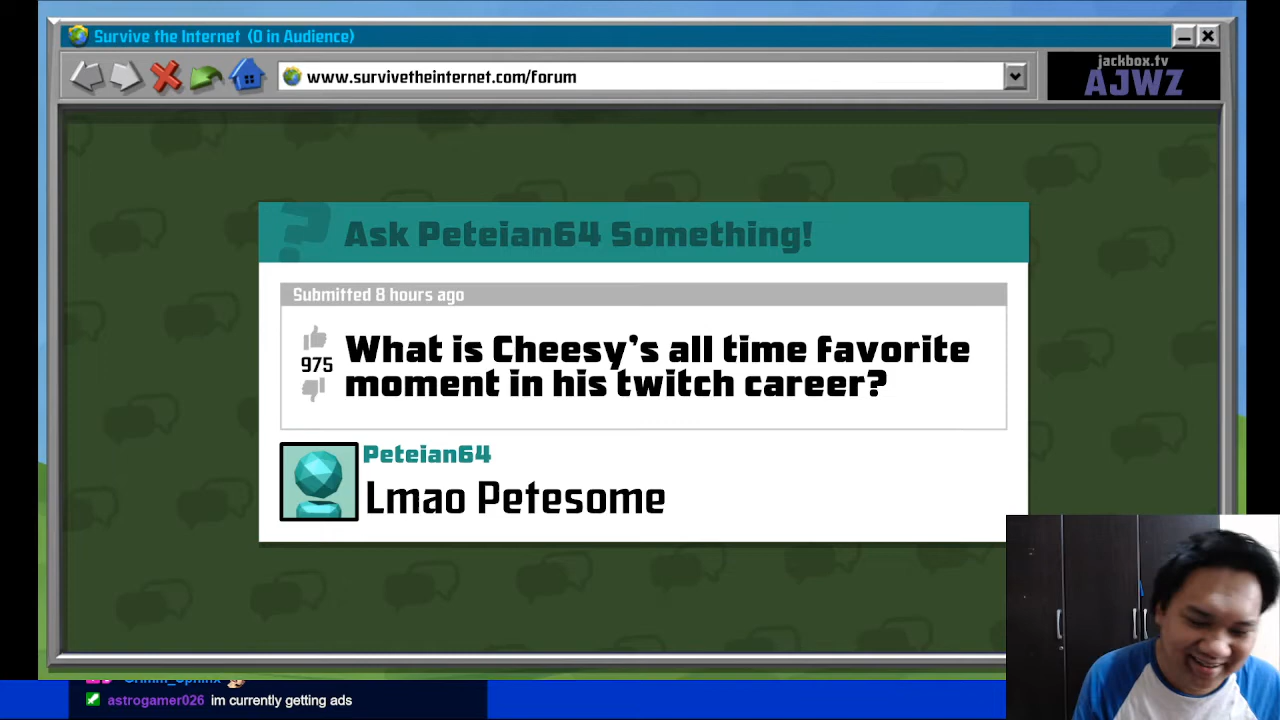 Survive the Internet (0 in Audience)
www.survivetheinternet.com/forum
jackbox.tv
AJWZ
? Ask Peteian64 Something!
Submitted 8 hours ago
What is Cheesy's all time favorite
975
moment in his twitch career?
Peteian64
Lmao Petesome
astrogamer026 im currently getting ads